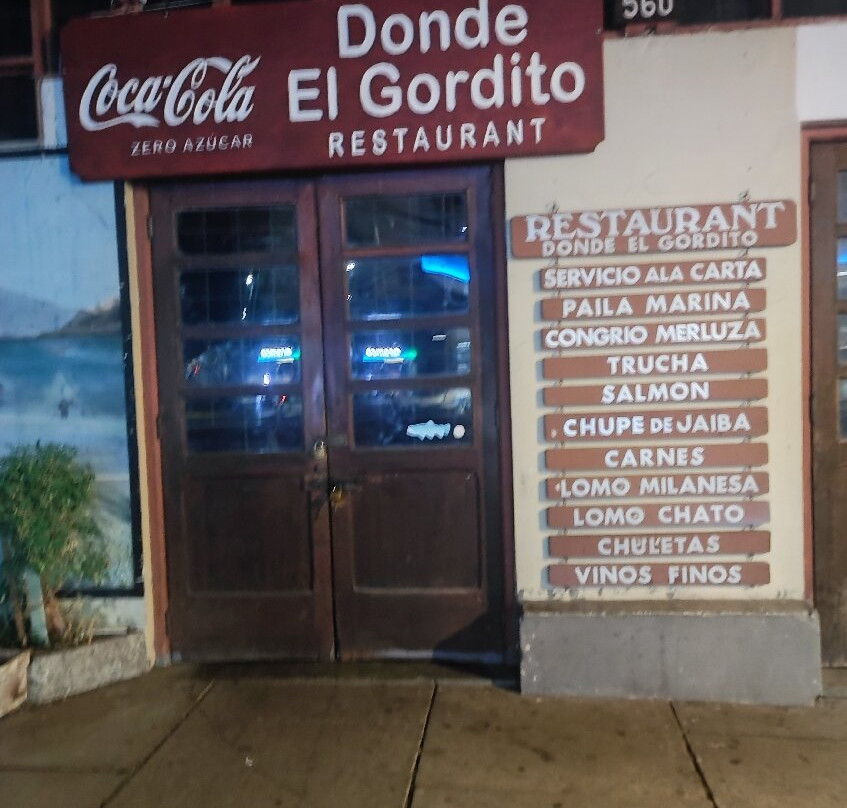 560
Coca-Cola
ZERO AZÚCAR
Donde
El Gordito
RESTAURANT
RESTAURANT
DONDE EL GORDITO
SERVICIO ALA CARTA
PAILA MARINA
CONGRIO MERLUZA
TRUCHA
SALMON
CHUPE DE JAIBA
CARNES
LOMO MILANESA
LOMO CHATO
CHULETAS
VINOS FINOS